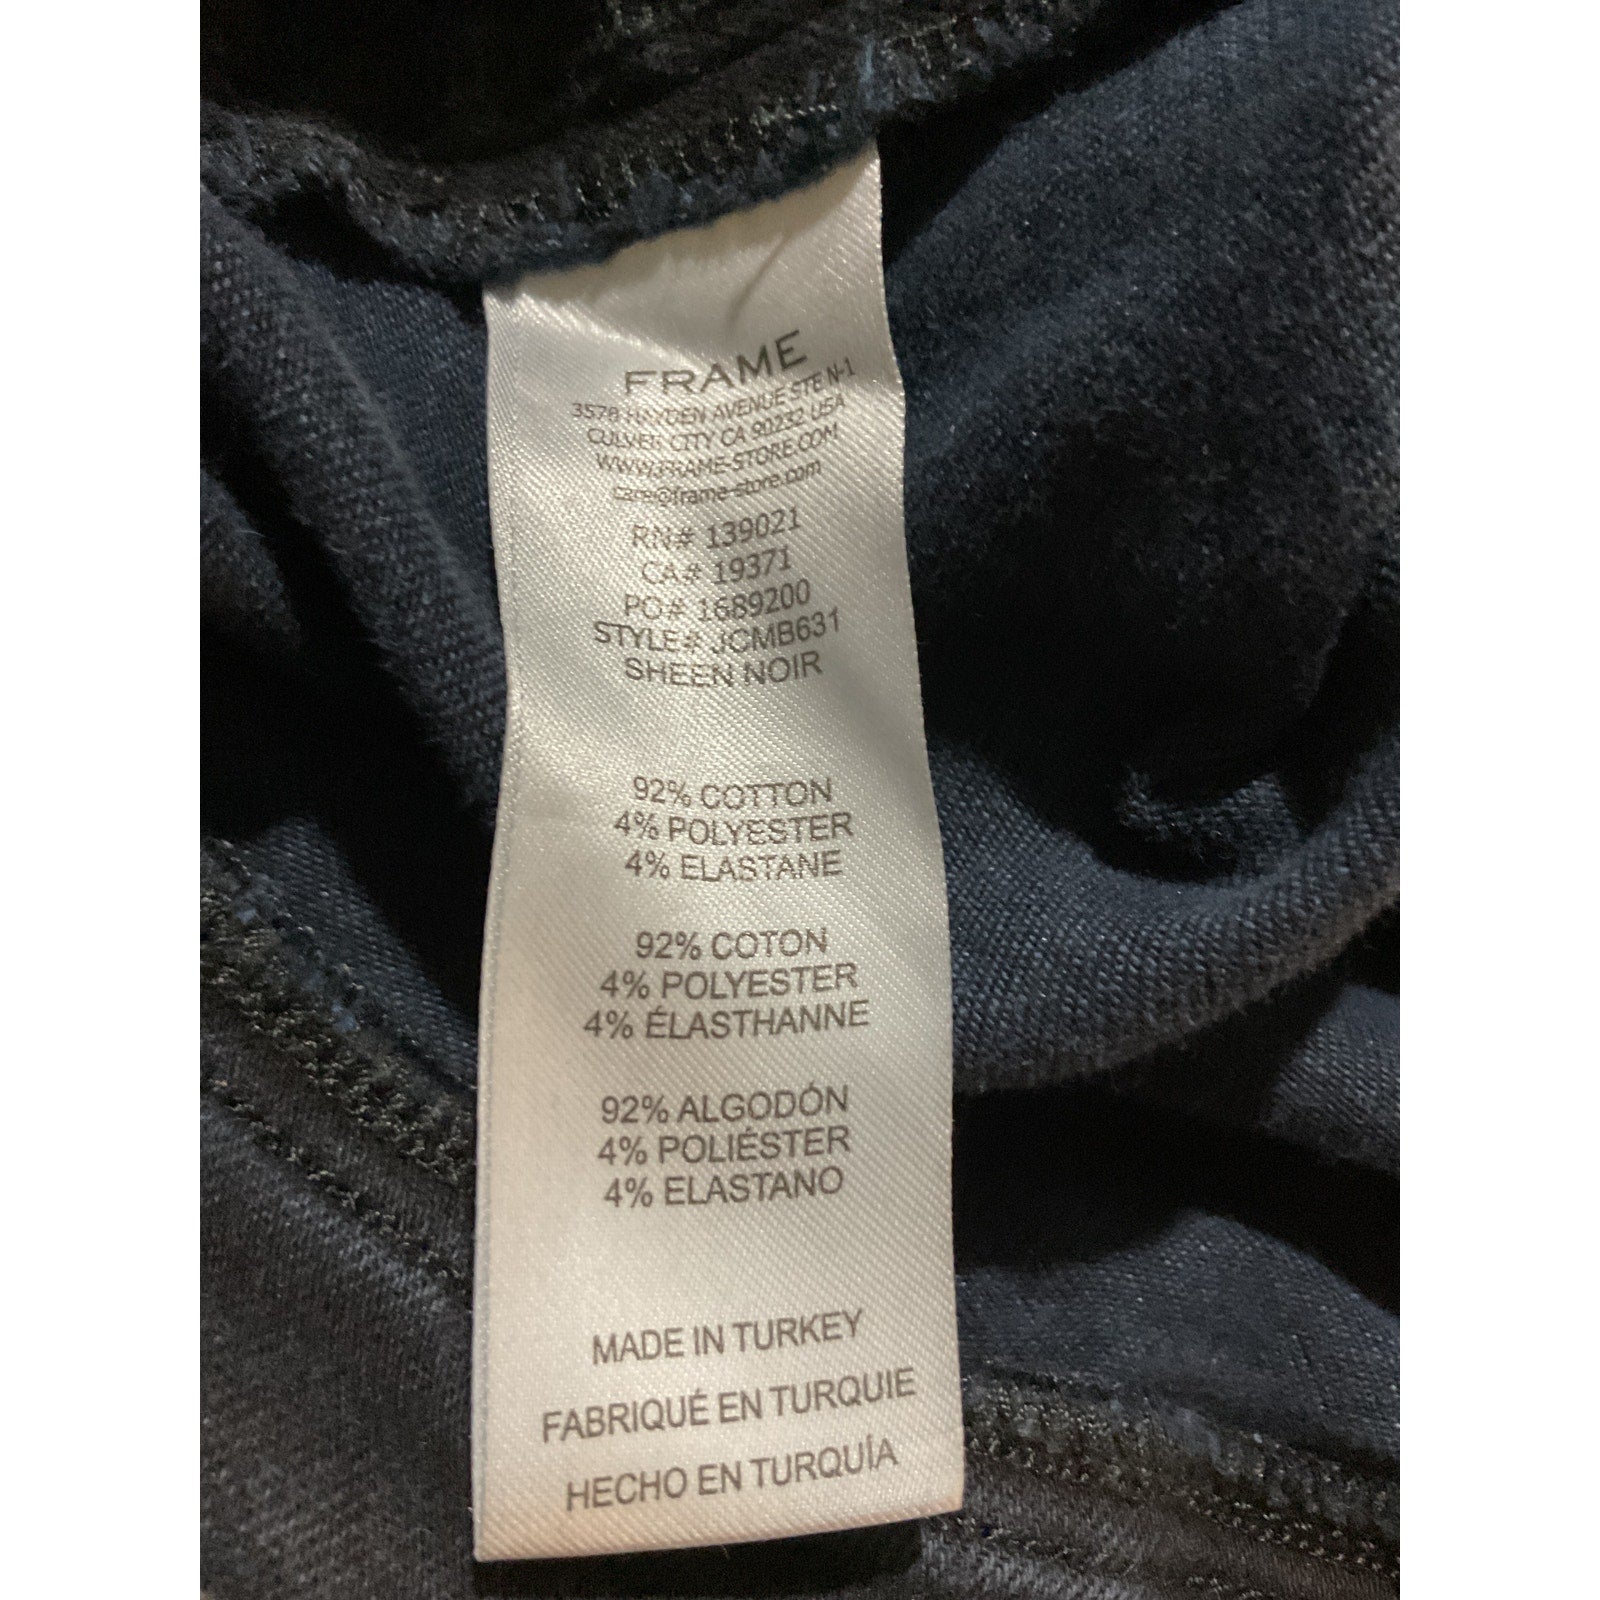 FRAME
3578 HAYDEN AVENUE STE N-1
CULVER CITY CA 90232 USA
WWW.FRAME-STORE.COM
care@frame-store.com
RN# 139021
CA# 19371
PO# 1689200
STYLE# JCMB631
SHEEN NOIR
92% COTTON
4% POLYESTER
4% ELASTANE
92% COTON
4% POLYESTER
4% ÉLASTHANNE
92% ALGODÓN
4% POLIÉSTER
4% ELASTANO
MADE IN TURKEY
FABRIQUÉ EN TURQUIE
HECHO EN TURQUÍA